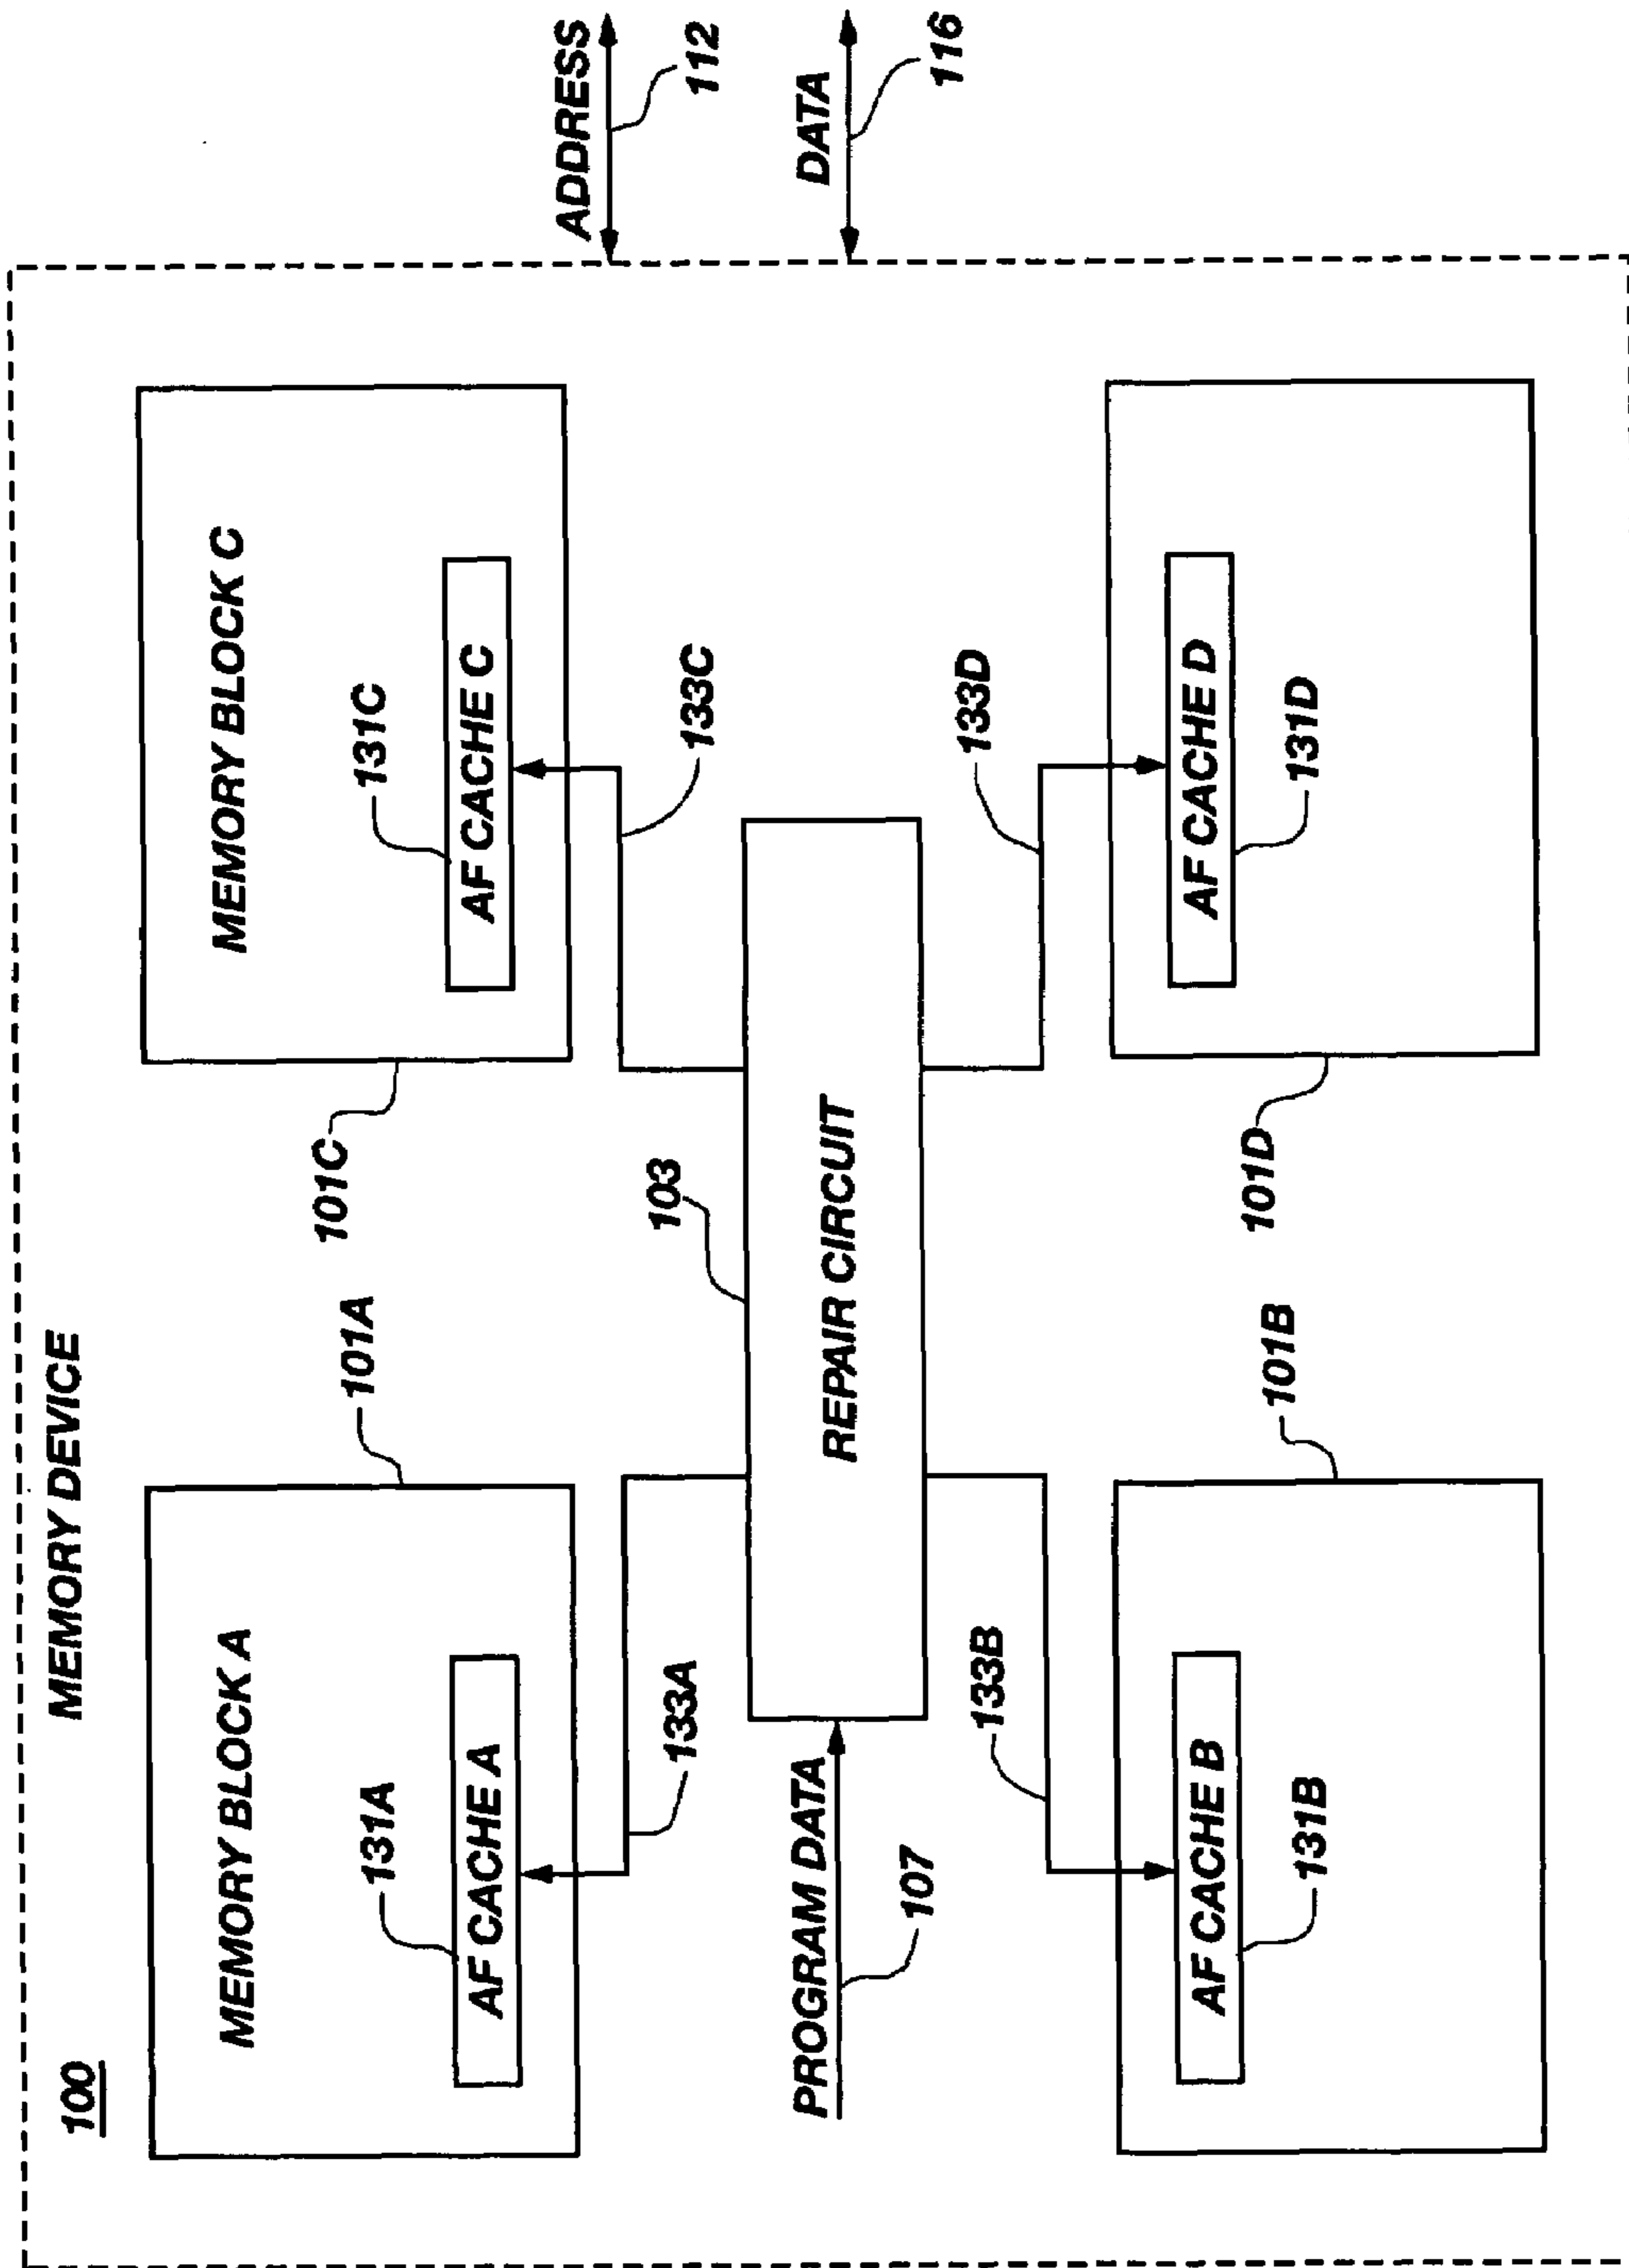 100
MEMORY DEVICE
MEMORY BLOCK A
101A
131A
AF CACHE A
133A
MEMORY BLOCK C
101C
131C
AF CACHE C
133C
103
REPAIR CIRCUIT
PROGRAM DATA
107
133B
AF CACHE B
131B
101B
133D
AF CACHE D
131D
101D
ADDRESS
112
DATA
116